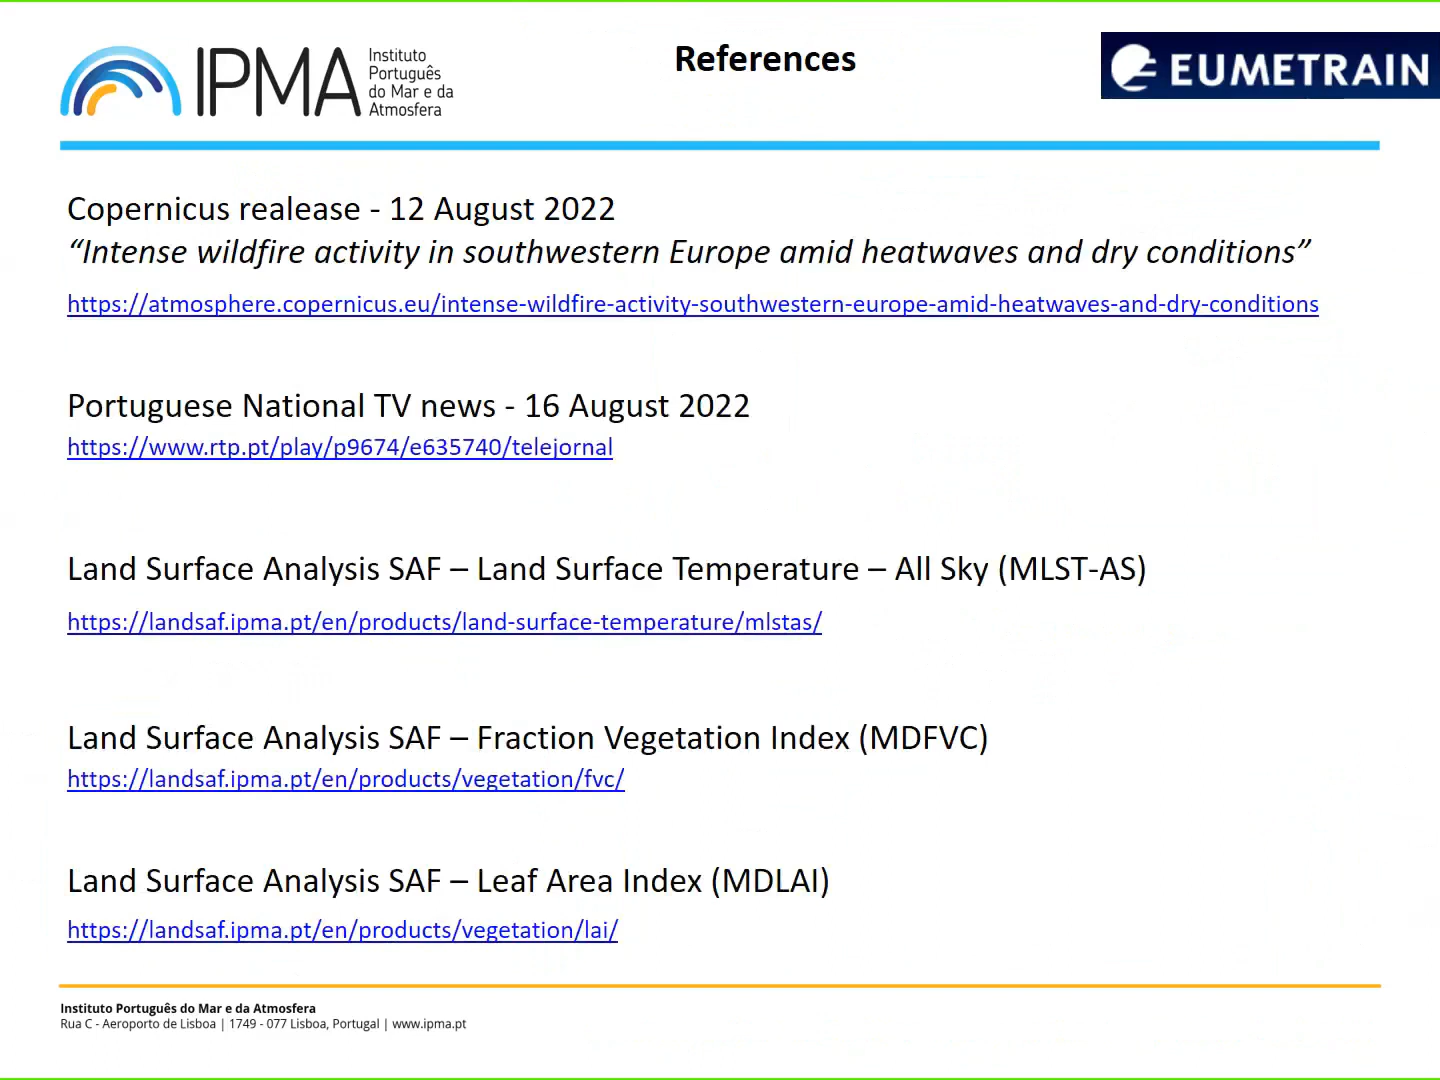 IPMA
Instituto
Português
do Mar e da
Atmosfera
References
EUMETRAIN
Copernicus realease - 12 August 2022
“Intense wildfire activity in southwestern Europe amid heatwaves and dry conditions”
https://atmosphere.copernicus.eu/intense-wildfire-activity-southwestern-europe-amid-heatwaves-and-dry-conditions
Portuguese National TV news - 16 August 2022
https://www.rtp.pt/play/p9674/e635740/telejornal
Land Surface Analysis SAF – Land Surface Temperature – All Sky (MLST-AS)
https://landsaf.ipma.pt/en/products/land-surface-temperature/mlstas/
Land Surface Analysis SAF – Fraction Vegetation Index (MDFVC)
https://landsaf.ipma.pt/en/products/vegetation/fvc/
Land Surface Analysis SAF – Leaf Area Index (MDLAI)
https://landsaf.ipma.pt/en/products/vegetation/lai/
Instituto Português do Mar e da Atmosfera
Rua C - Aeroporto de Lisboa | 1749 - 077 Lisboa, Portugal | www.ipma.pt